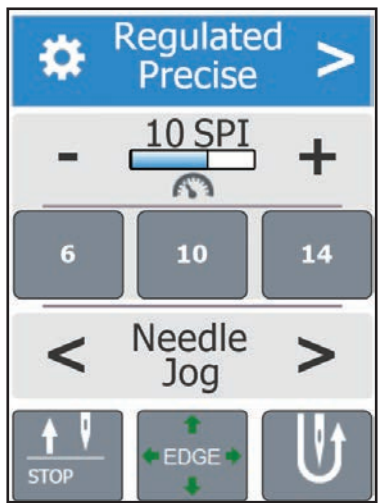 Regulated
Precise
>
- 10 SPI +
6 10 14
< Needle >
Jog
STOP
EDGE